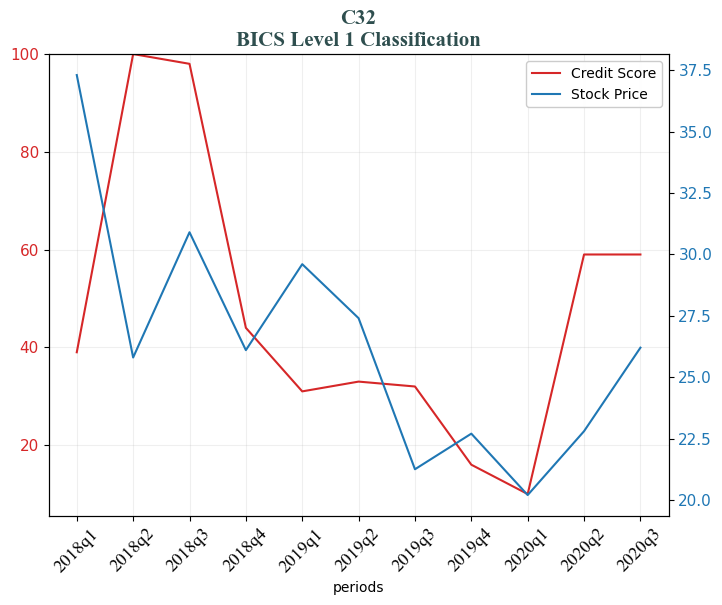 C32
BICS Level 1 Classification
Credit Score
Stock Price
100
80
60
40
20
37.5
35.0
32.5
30.0
27.5
25.0
22.5
20.0
2018q1
2018q2
2018q3
2018q4
2019q1
2019q2
2019q3
2019q4
2020q1
2020q2
2020q3
periods